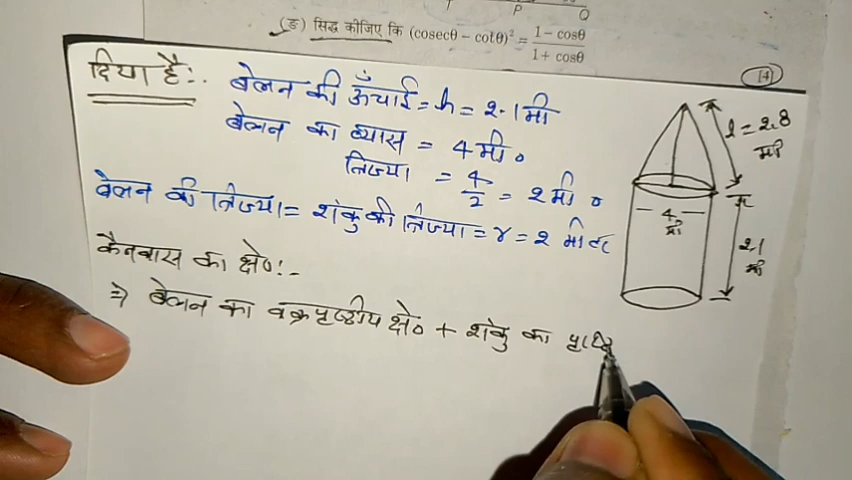 T P Q
(ङ) सिद्ध कीजिए कि (cosecθ − cotθ)² = 1 − cosθ / 1 + cosθ
[4]
दिया है:-
बेलन की ऊँचाई = h = 2.1 मी
बेलन का व्यास = 4 मी०
त्रिज्या = 4/2 = 2 मी०
बेलन की त्रिज्या = शंकु की त्रिज्या = r = 2 मीटर
कैनवास का क्षे० :-
⇒ बेलन का वक्रपृष्ठीय क्षे० + शंकु का
l = 2.8
मी
4
मी
2.1
मी